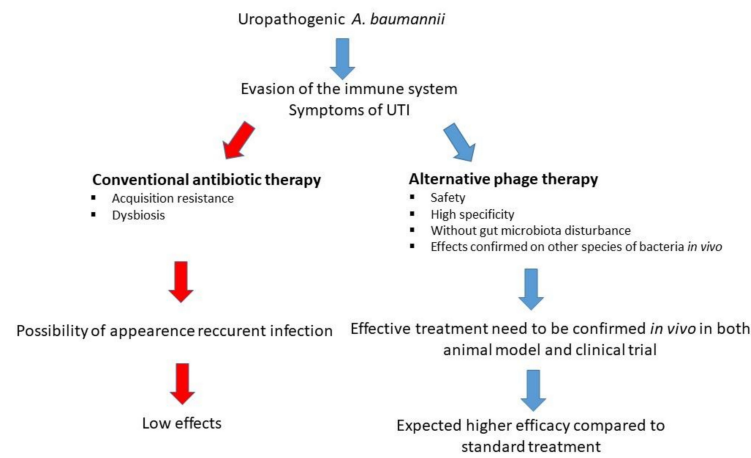 Uropathogenic A. baumannii
Evasion of the immune system
Symptoms of UTI
Conventional antibiotic therapy
▪ Acquisition resistance
▪ Dysbiosis
Possibility of appearence reccurent infection
Low effects
Alternative phage therapy
▪ Safety
▪ High specificity
▪ Without gut microbiota disturbance
▪ Effects confirmed on other species of bacteria in vivo
Effective treatment need to be confirmed in vivo in both
animal model and clinical trial
Expected higher efficacy compared to
standard treatment